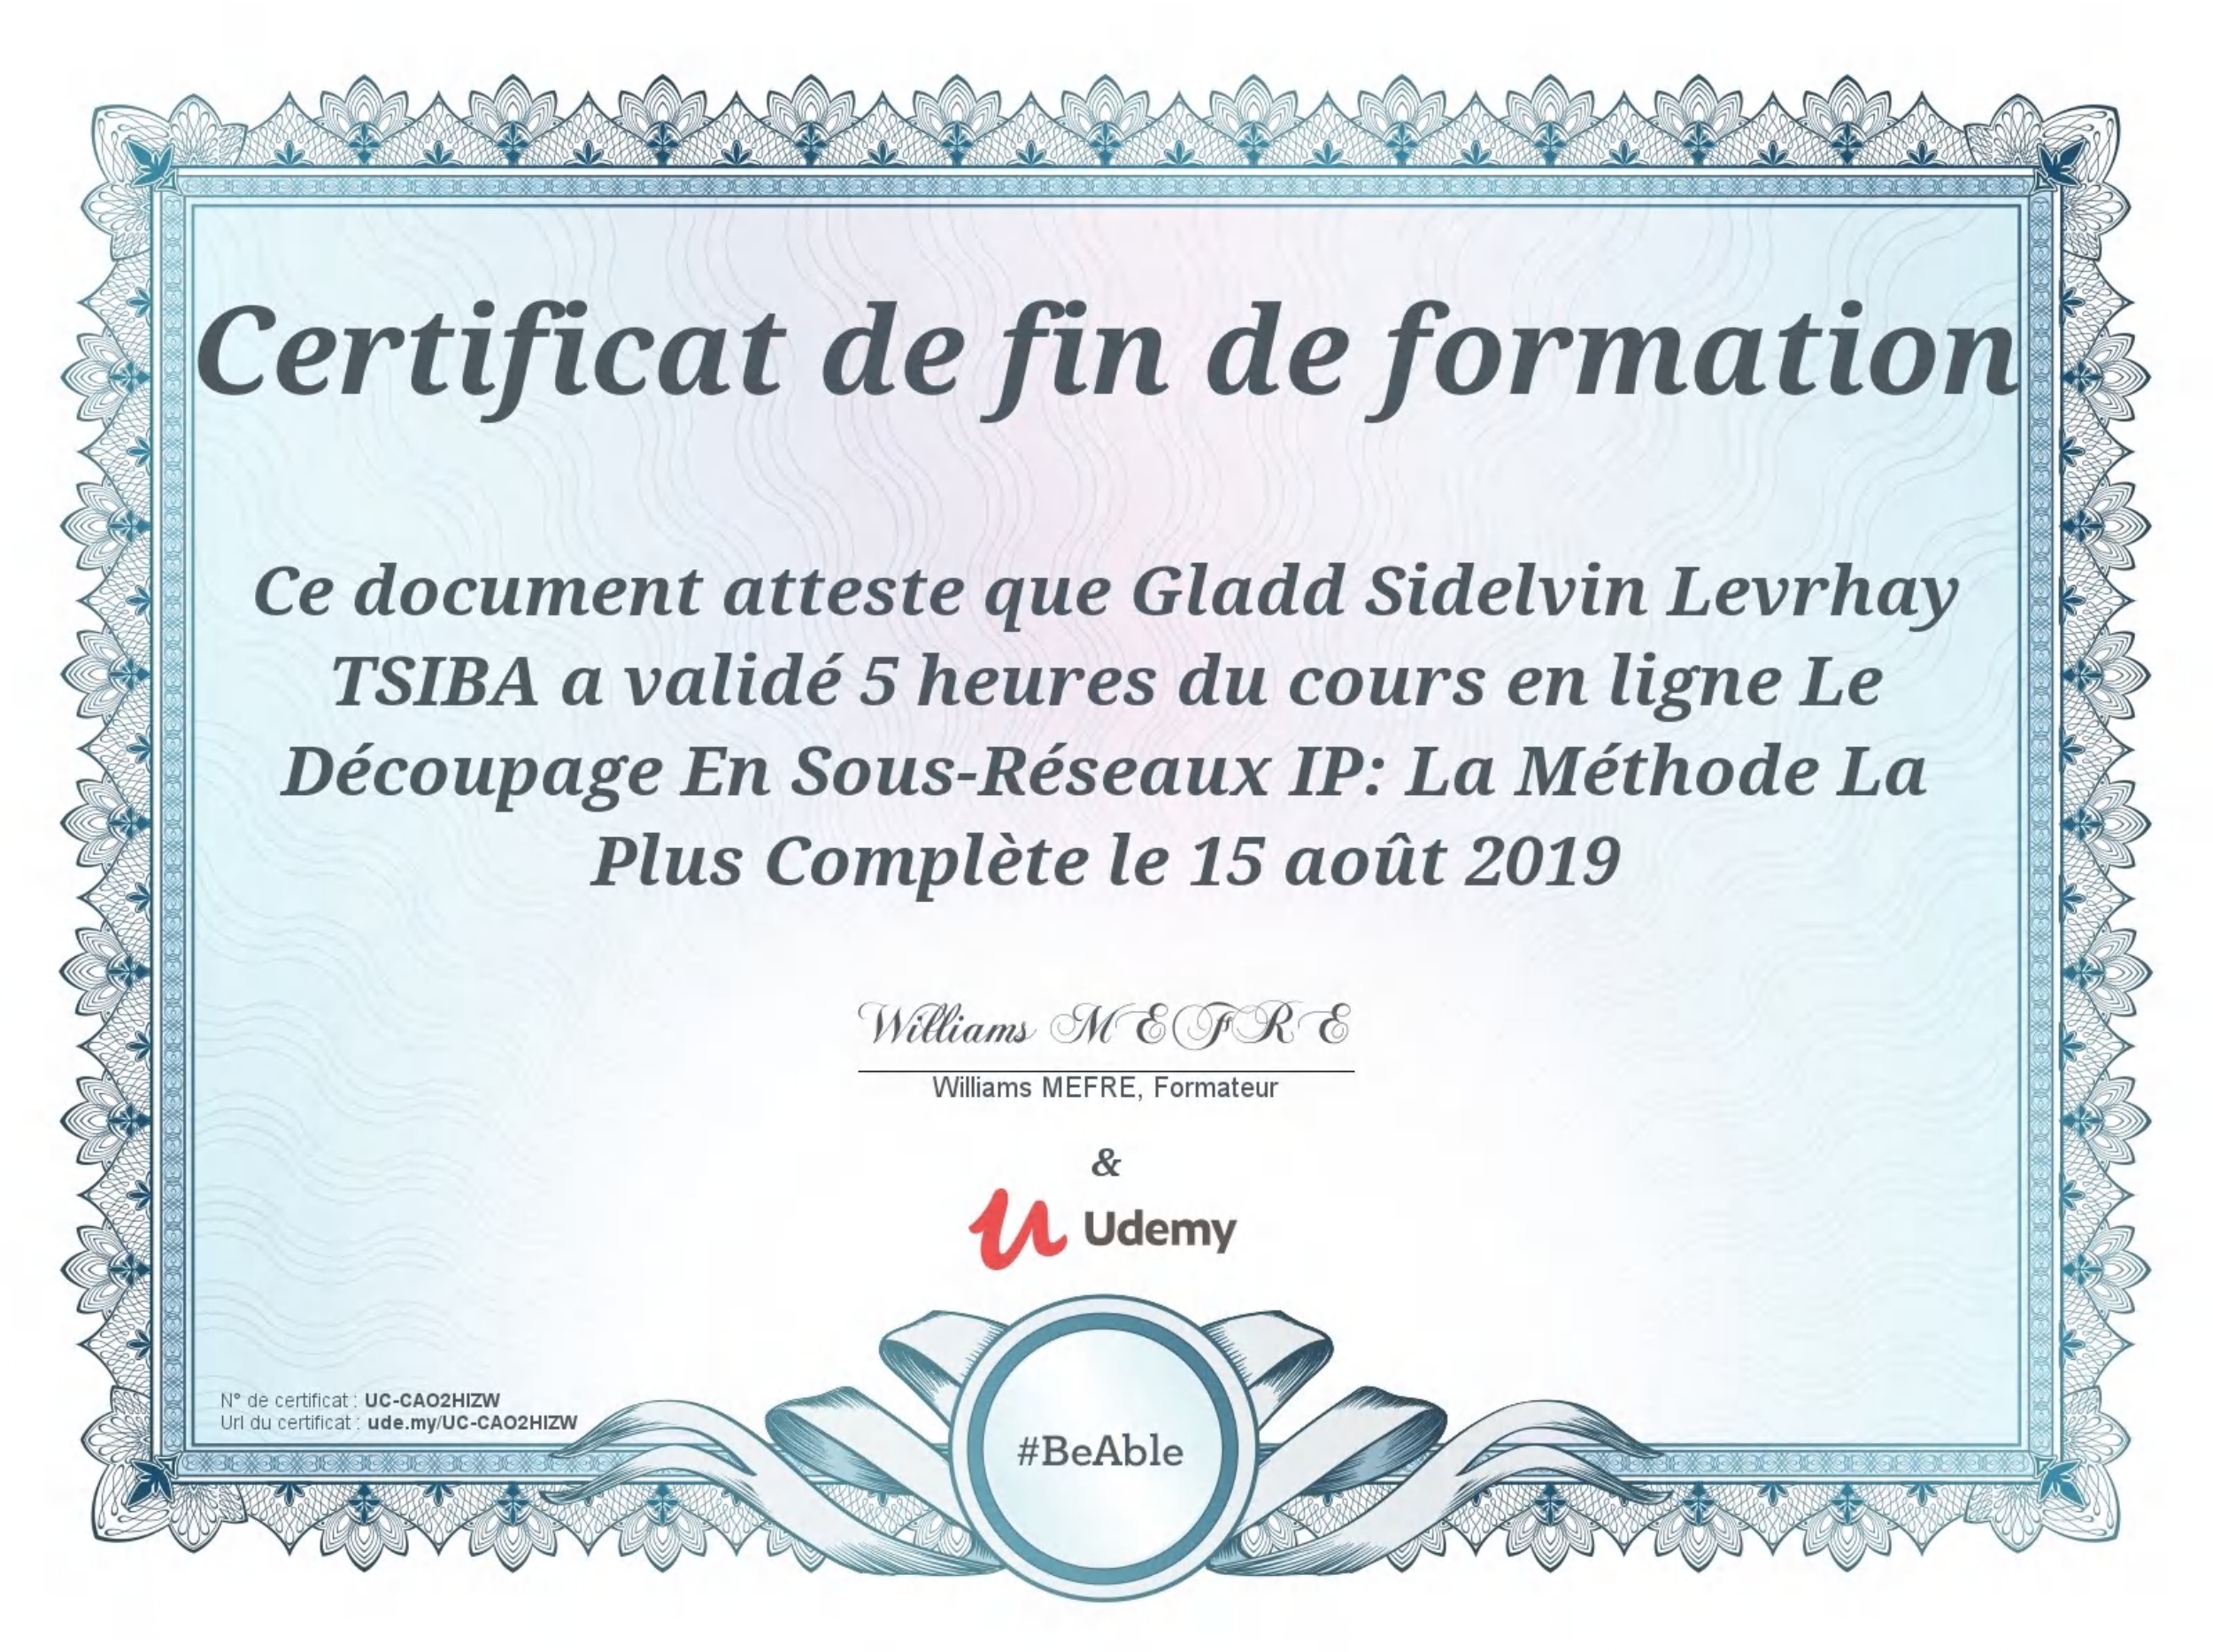 Certificat de fin de formation
Ce document atteste que Gladd Sidelvin Levrhay
TSIBA a validé 5 heures du cours en ligne Le
Découpage En Sous-Réseaux IP: La Méthode La
Plus Complète le 15 août 2019
Williams MEFRE
Williams MEFRE, Formateur
&
Udemy
N° de certificat : UC-CAO2HIZW
Url du certificat : ude.my/UC-CAO2HIZW
#BeAble